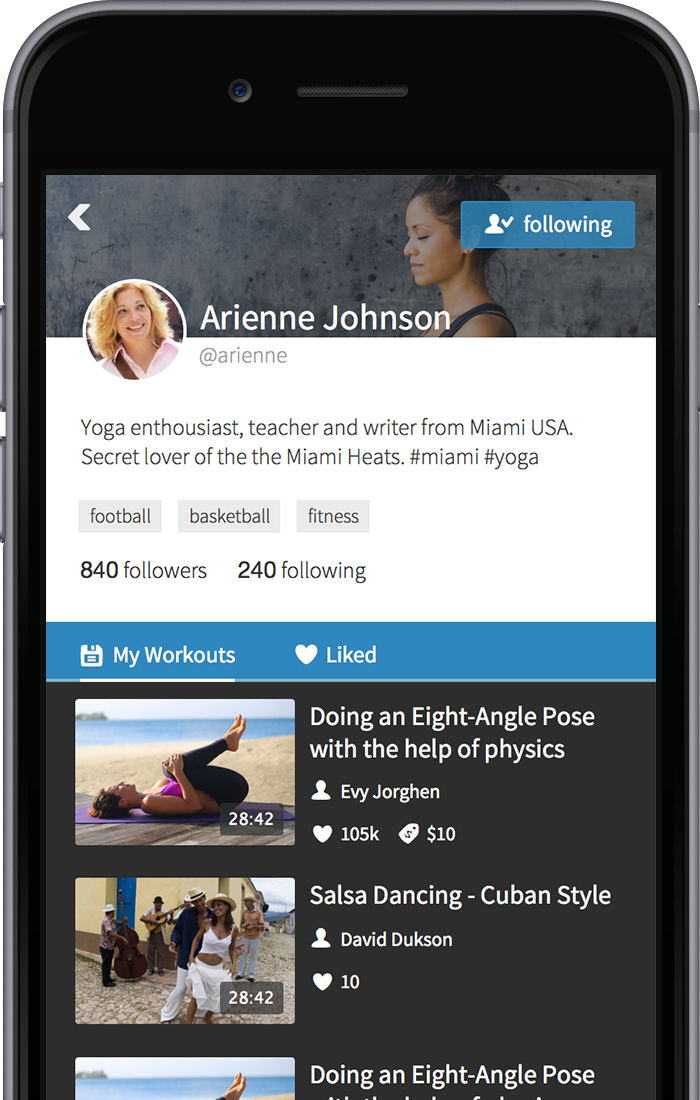 following
Arienne Johnson
@arienne
Yoga enthousiast, teacher and writer from Miami USA.
Secret lover of the the Miami Heats. #miami #yoga
football basketball fitness
840 followers 240 following
My Workouts Liked
Doing an Eight-Angle Pose
with the help of physics
Evy Jorghen
28:42
105k $10
Salsa Dancing - Cuban Style
David Dukson
10
28:42
Doing an Eight-Angle Pose